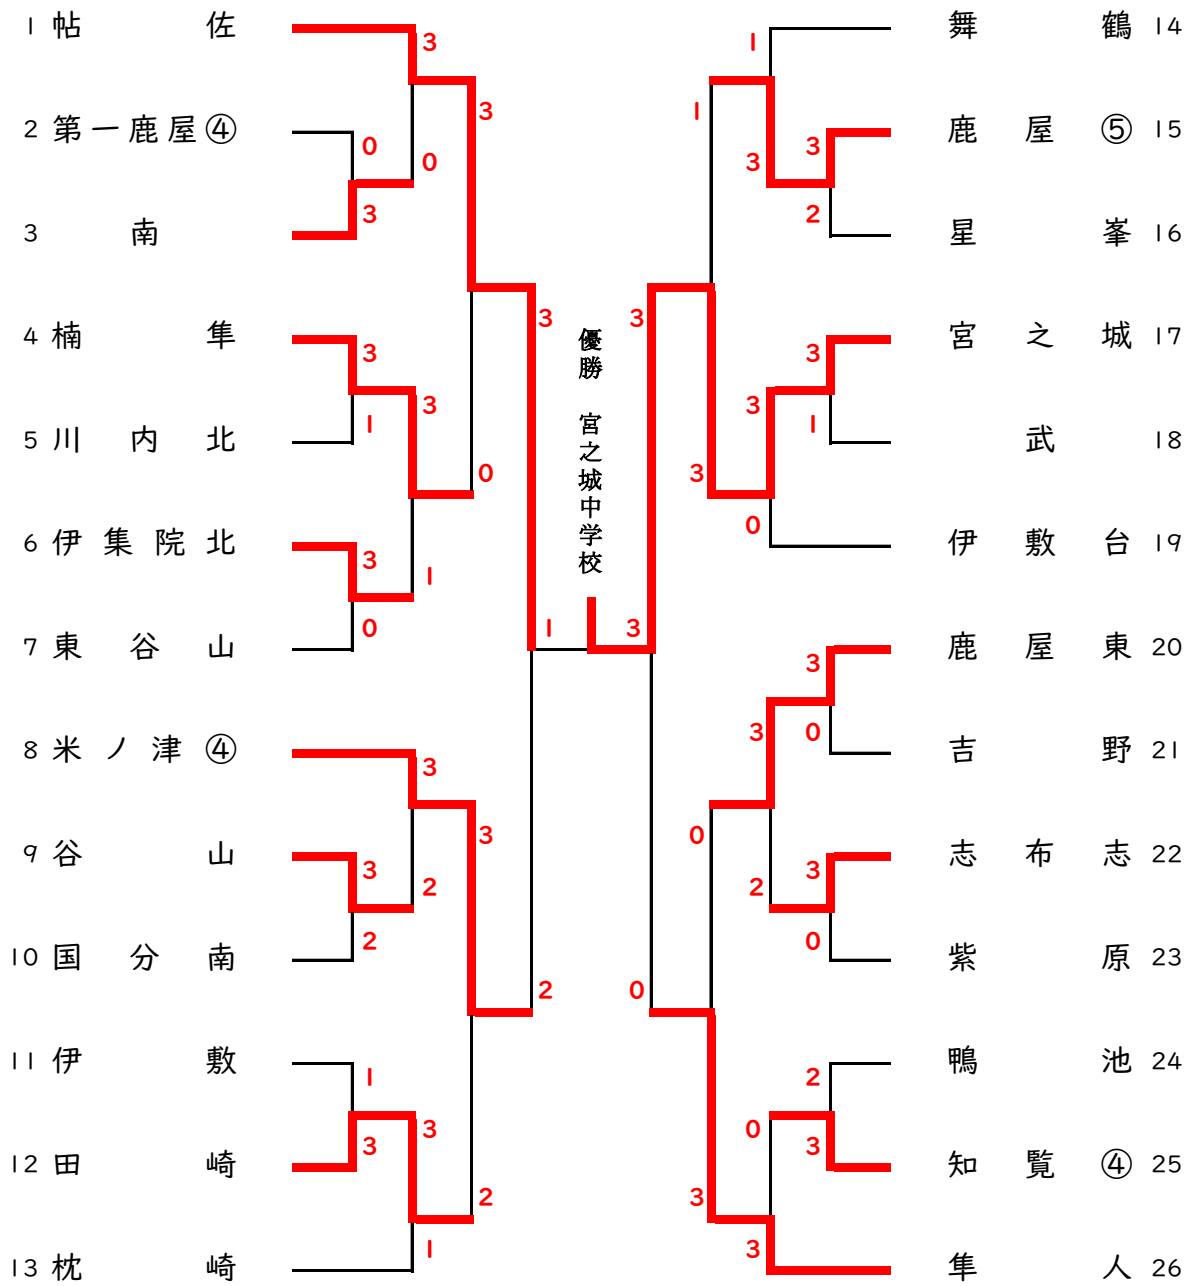 1 帖佐
2 第一鹿屋④
3 南
4 楠隼
5 川内北
6 伊集院北
7 東谷山
8 米ノ津④
9 谷山
10 国分南
11 伊敷
12 田崎
13 枕崎
3
3
0
0
3
3
3
3
1
0
3
1
0
3
3
3
2
2
2
1
3
3
2
1
1
優勝 宮之城中学校
3
3
1
1
3
3
2
3
3
1
3
0
3
3
0
0
2
3
0
0
2
0
3
3
3
舞鶴 14
鹿屋⑤ 15
星峯 16
宮之城 17
武 18
伊敷台 19
鹿屋東 20
吉野 21
志布志 22
紫原 23
鴨池 24
知覧④ 25
隼人 26